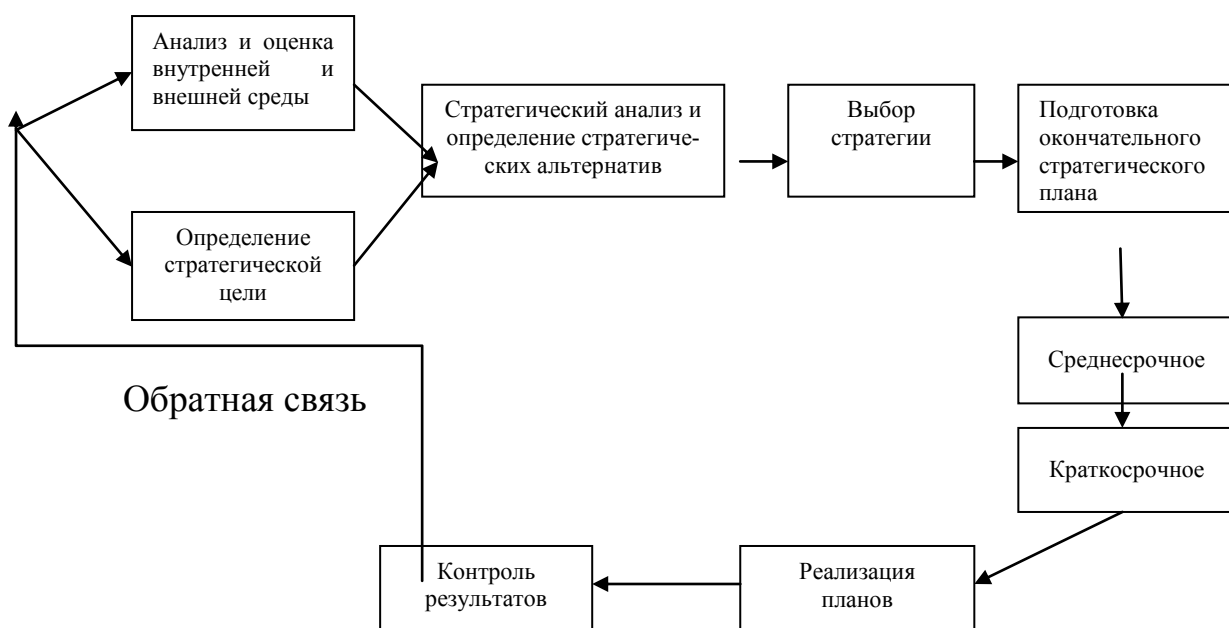 Анализ и оценка
внутренней и
внешней среды
Стратегический анализ и
определение стратегиче-
ских альтернатив
Выбор
стратегии
Подготовка
окончательного
стратегического
плана
Определение
стратегической
цели
Среднесрочное
Обратная связь
Краткосрочное
Контроль
результатов
Реализация
планов